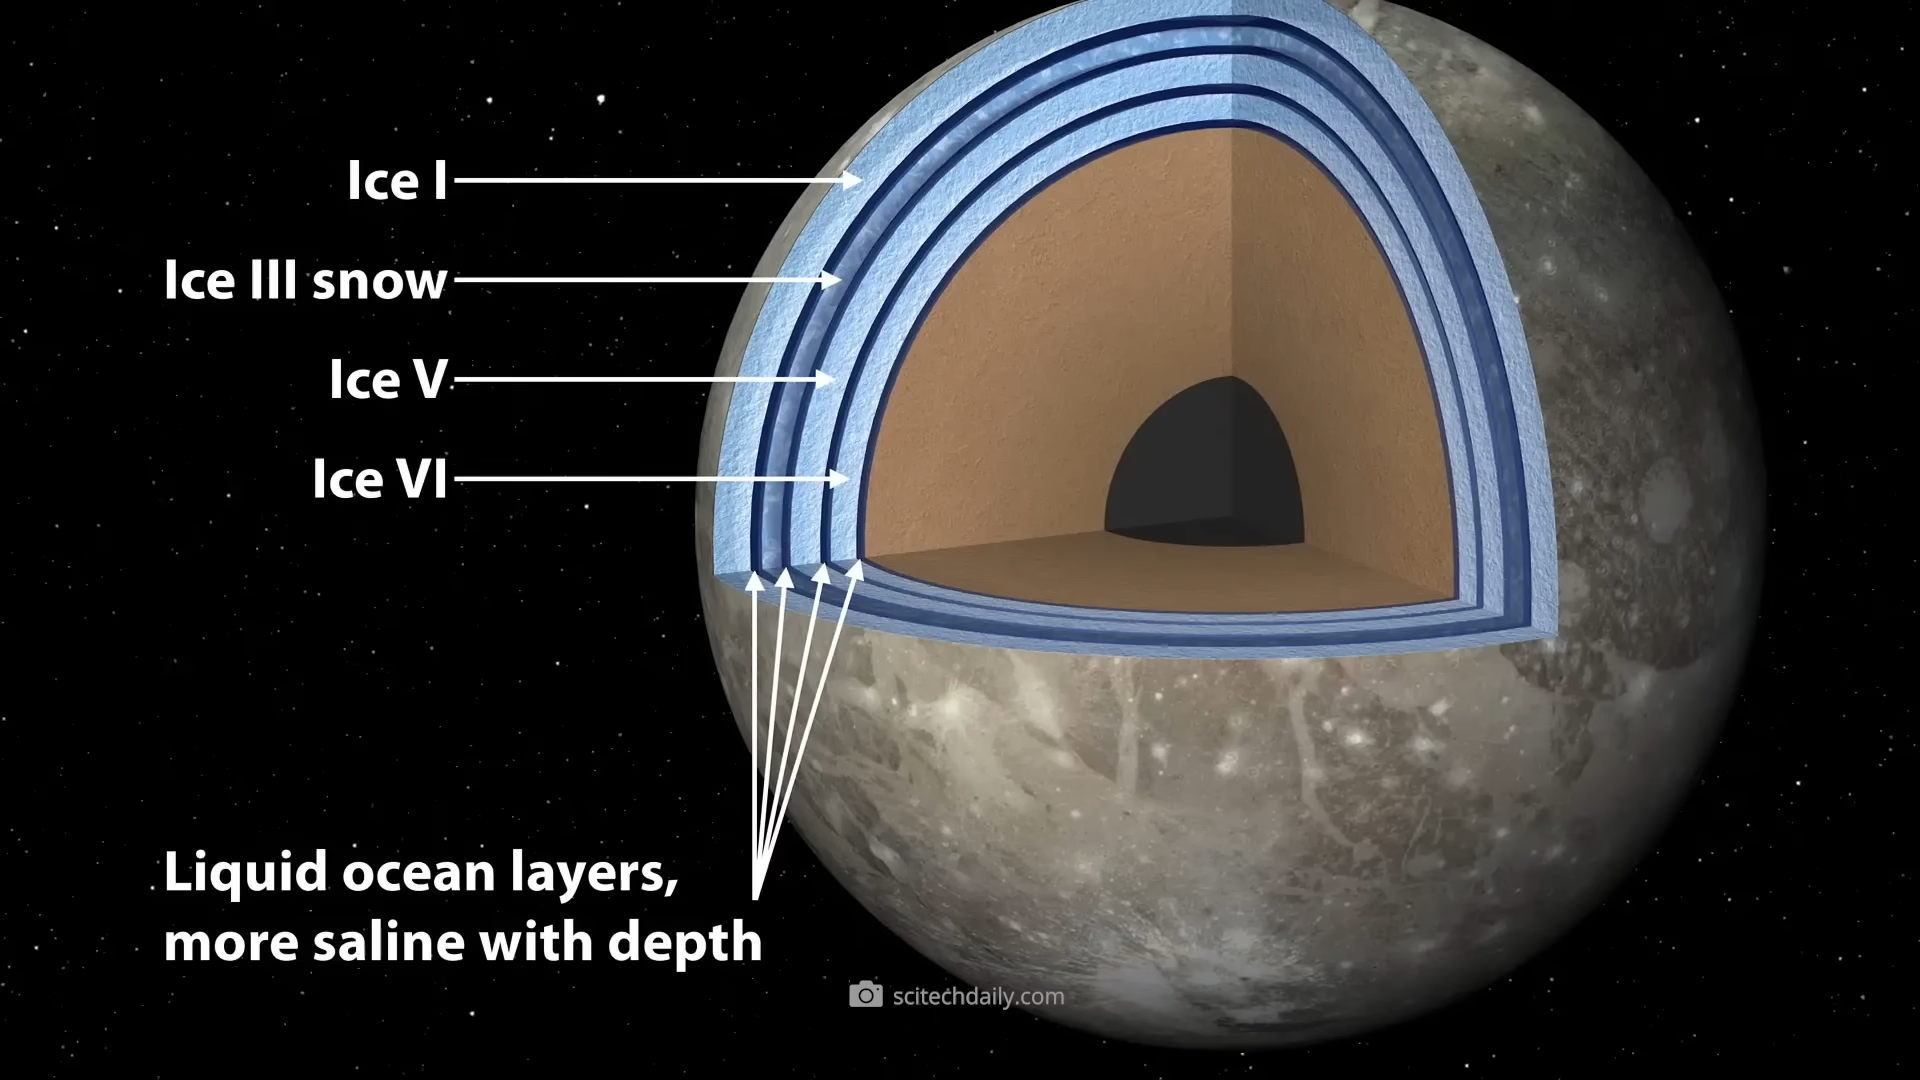 Ice I
Ice III snow
Ice V
Ice VI
Liquid ocean layers,
more saline with depth
scitechdaily.com